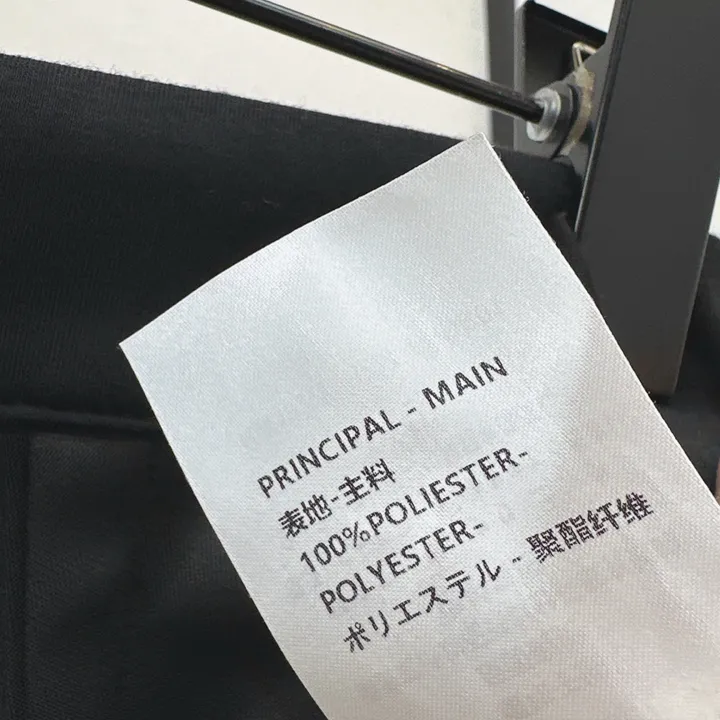 PRINCIPAL - MAIN
表地-主料
100%POLIESTER-
POLYESTER-
ポリエステル - 聚酯纤维